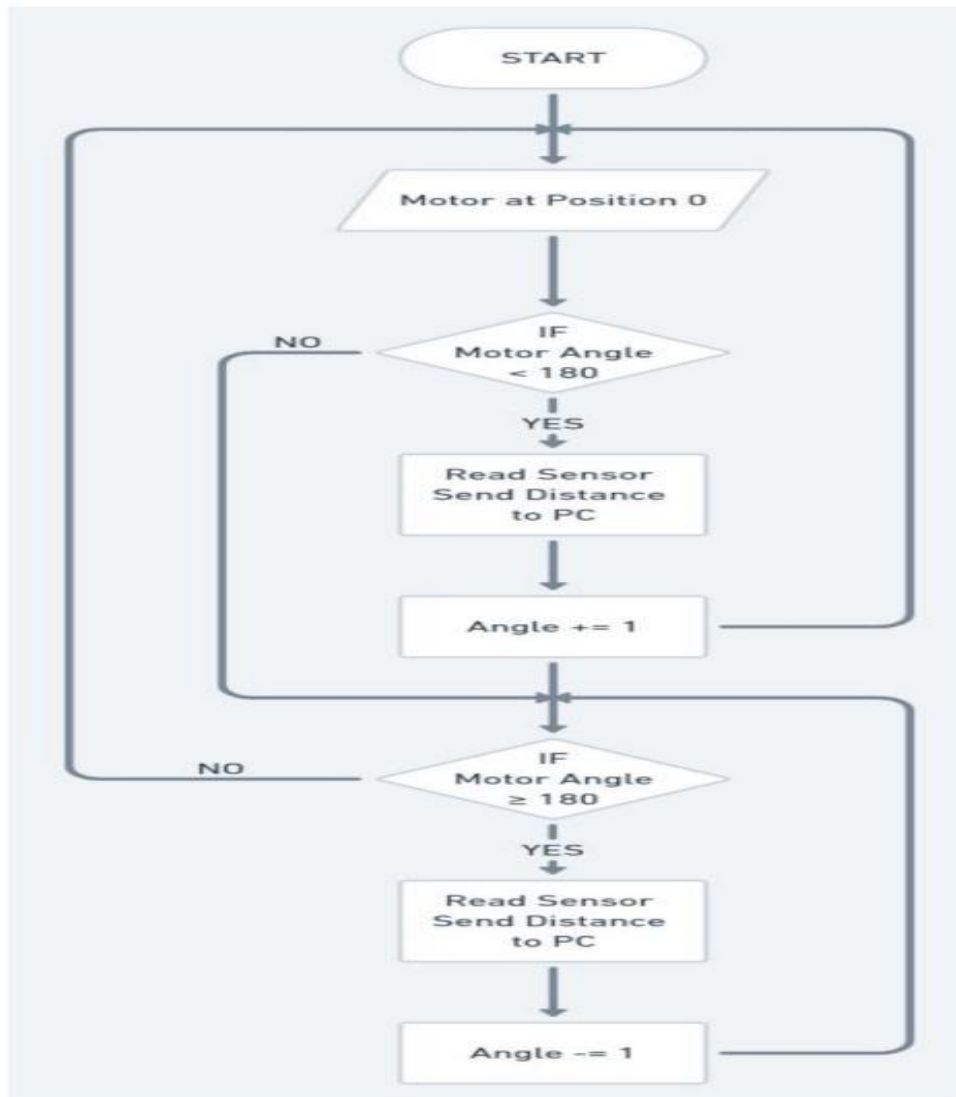 START
Motor at Position 0
IF
Motor Angle
< 180
NO
YES
Read Sensor
Send Distance
to PC
Angle += 1
IF
Motor Angle
≥ 180
NO
YES
Read Sensor
Send Distance
to PC
Angle -= 1